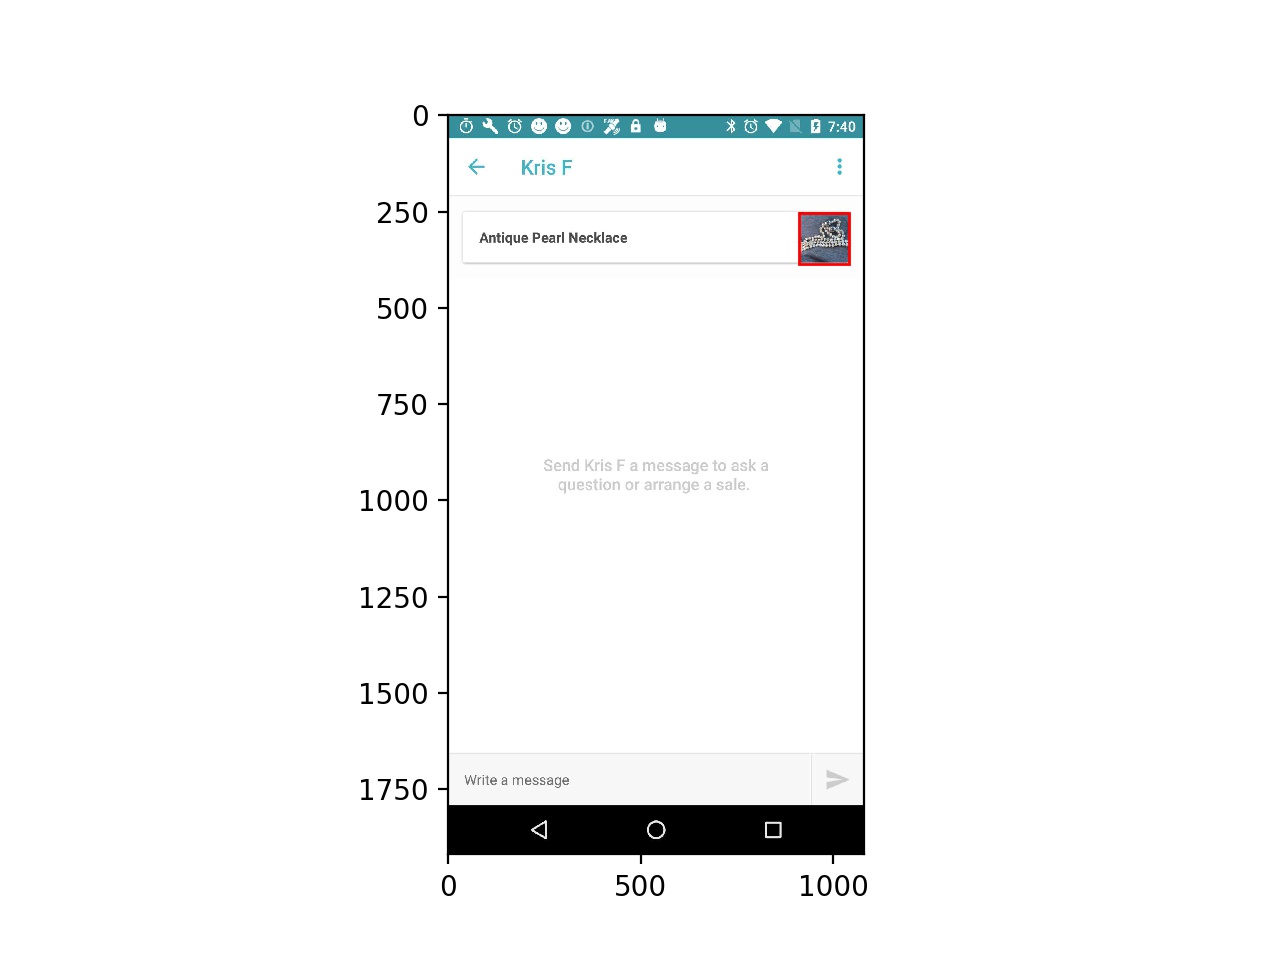 0
250
500
750
1000
1250
1500
1750
0
500
1000
7:40
Kris F
Antique Pearl Necklace
Send Kris F a message to ask a
question or arrange a sale.
Write a message